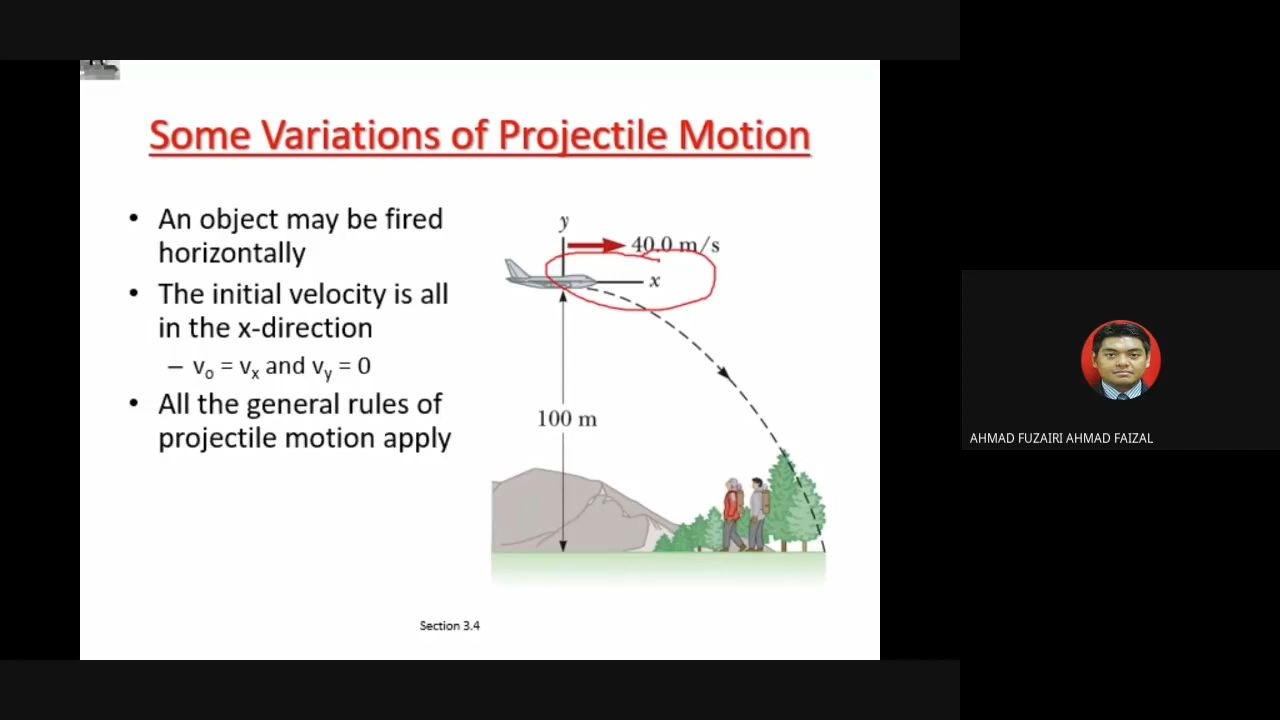 Some Variations of Projectile Motion
• An object may be fired
horizontally
• The initial velocity is all
in the x-direction
– vₒ = vₓ and vᵧ = 0
• All the general rules of
projectile motion apply
y
40.0 m/s
x
100 m
Section 3.4
AHMAD FUZAIRI AHMAD FAIZAL